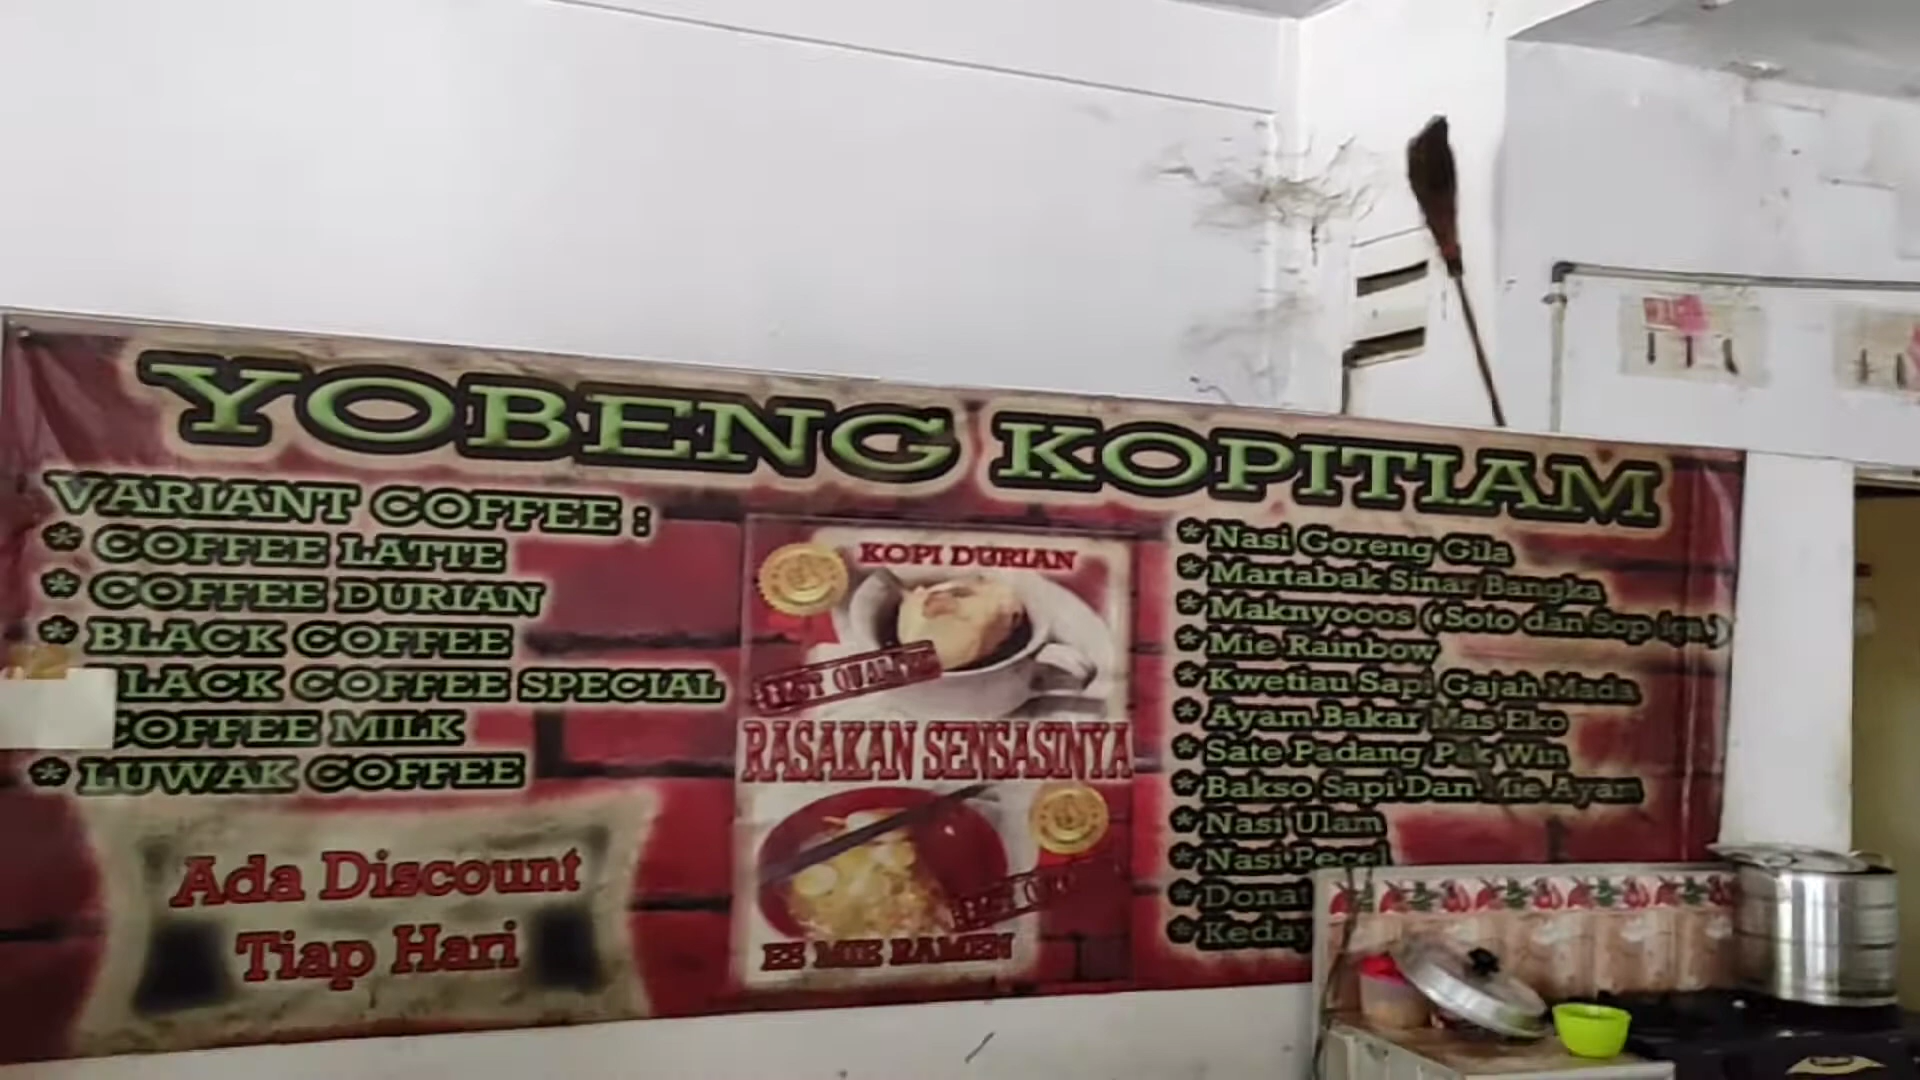 YOBENG KOPITIAM
VARIANT COFFEE :
* COFFEE LATTE
* COFFEE DURIAN
* BLACK COFFEE
LACK COFFEE SPECIAL
COFFEE MILK
* LUWAK COFFEE
Ada Discount
Tiap Hari
KOPI DURIAN
BEST QUALITY
RASAKAN SENSASINYA
ES MIE RAMEN
* Nasi Goreng Gila
* Martabak Sinar Bangka
* Maknyooos ( Soto dan Sop iga )
* Mie Rainbow
* Kwetiau Sapi Gajah Mada
* Ayam Bakar Mas Eko
* Sate Padang Pak Win
* Bakso Sapi Dan Mie Ayam
* Nasi Ulam
* Nasi Pecel
* Donat
* Keday